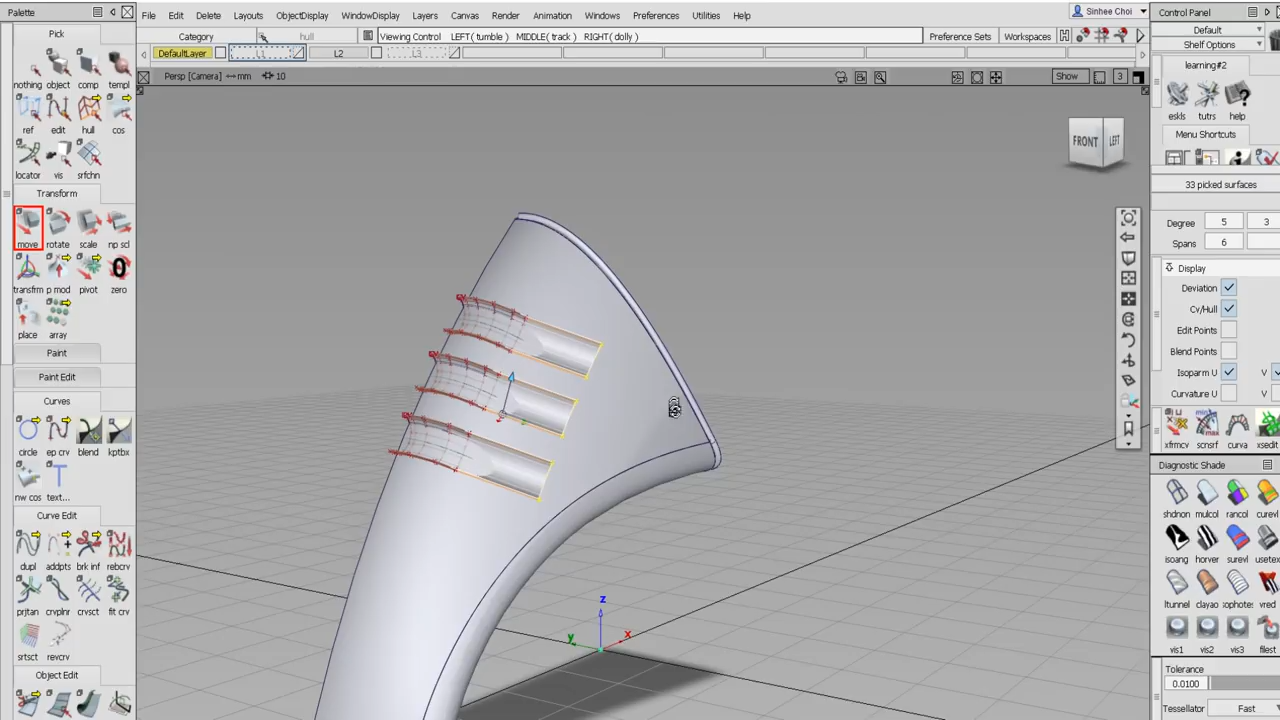 Palette
File Edit Delete Layouts ObjectDisplay WindowDisplay Layers Canvas Render Animation Windows Preferences Utilities Help
Sinhee Choi
Control Panel
Category hull Viewing Control LEFT( tumble ) MIDDLE( track ) RIGHT( dolly ) Preference Sets Workspaces
Default
Shelf Options
DefaultLayer L1 L2 L3
Persp [Camera] mm 10 Show 3
Pick
nothing object comp templ
ref edit hull cos
locator vis srfchn
Transform
move rotate scale np scl
transfrm p mod pivot zero
place array
Paint
Paint Edit
Curves
circle ep crv blend kptbx
nw cos text...
Curve Edit
dupl addpts brk inf rebcrv
prjtan crvplnr crvsct fit crv
srtsct revcrv
Object Edit
FRONT LEFT
z
y x
learning#2
eskls tutrs help
Menu Shortcuts
33 picked surfaces
Degree 5 3
Spans 6
Display
Deviation
Cv/Hull
Edit Points
Blend Points
Isoparm U V
Curvature U V
xfrmcv scnsrf curva xsedit
Diagnostic Shade
shdnon mulcol rancol curevl
isoang horver surevl usetex
ltunnel clayao sophotes vred
vis1 vis2 vis3 filest
Tolerance
0.0100
Tessellator Fast